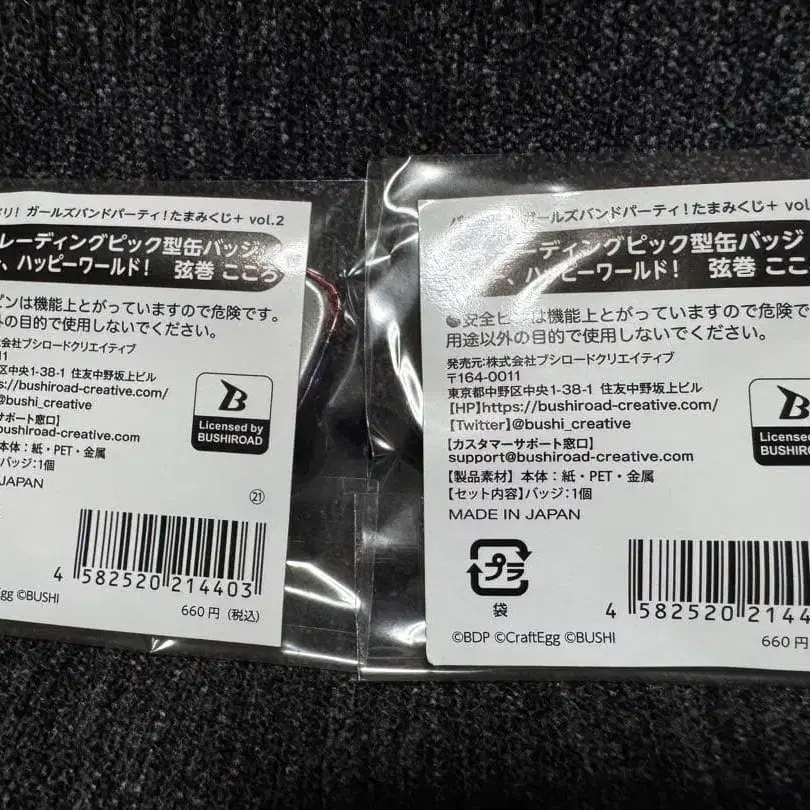 ドリ! ガールズバンドパーティ!たまみくじ+ vol.2
レーディングピック型缶バッジ
、ハッピーワールド! 弦巻 こころ
ピンは機能上とがっていますので危険です。
外の目的で使用しないでください。
会社ブシロードクリエイティブ
11
区中央1-38-1 住友中野坂上ビル
ps://bushiroad-creative.com/
@bushi_creative
サポート窓口】
bushiroad-creative.com
本体:紙・PET・金属
バッジ:1個
JAPAN
Licensed by
BUSHIROAD
㉑
4 582520 214403
Egg ©BUSHI
660円(税込)
ガールズバンドパーティ!たまみくじ+ vol.
ーディングピック型缶バッジ
、ハッピーワールド! 弦巻 ここ
●安全ピンは機能上とがっていますので危険で
用途以外の目的で使用しないでください。
発売元:株式会社ブシロードクリエイティブ
〒164-0011
東京都中野区中央1-38-1 住友中野坂上ビル
【HP】https://bushiroad-creative.com/
【Twitter】@bushi_creative
【カスタマーサポート窓口】
support@bushiroad-creative.com
【製品素材】本体:紙・PET・金属
【セット内容】バッジ:1個
MADE IN JAPAN
Licensed
BUSHIRO
プラ
袋
4 582520 2144
©BDP ©CraftEgg ©BUSHI
660円